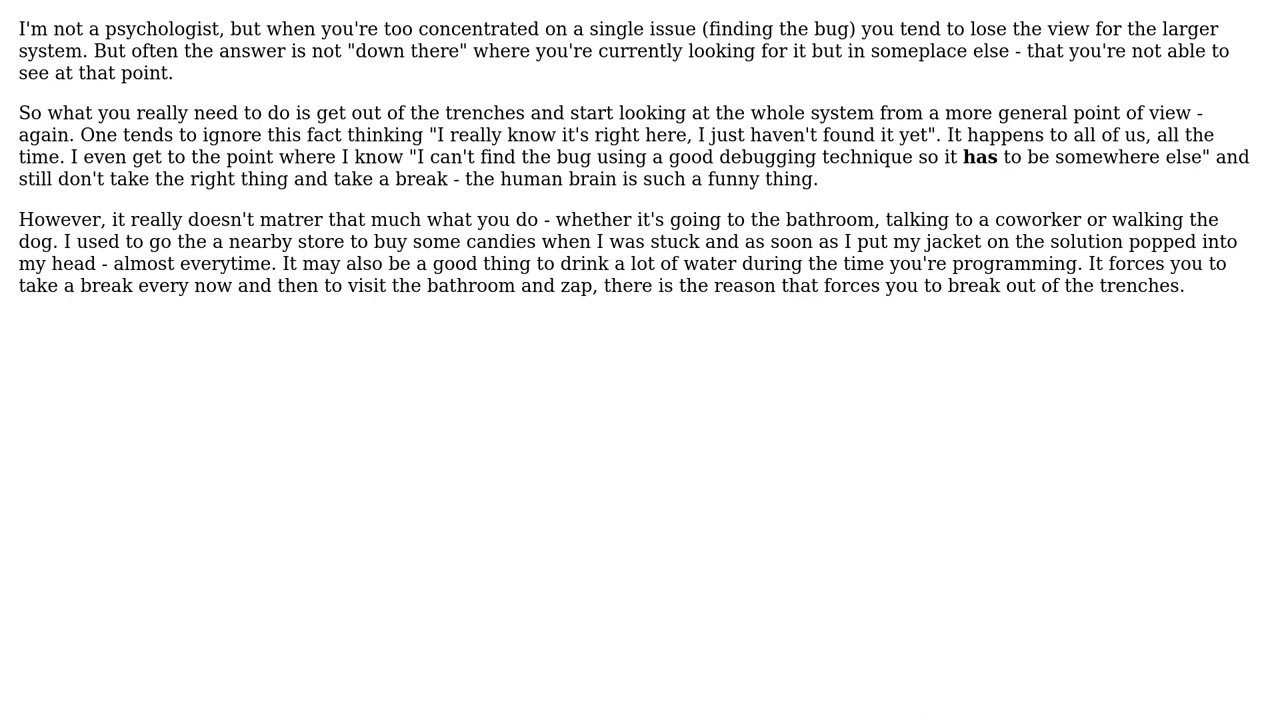 I'm not a psychologist, but when you're too concentrated on a single issue (finding the bug) you tend to lose the view for the larger
system. But often the answer is not "down there" where you're currently looking for it but in someplace else - that you're not able to
see at that point.
So what you really need to do is get out of the trenches and start looking at the whole system from a more general point of view -
again. One tends to ignore this fact thinking "I really know it's right here, I just haven't found it yet". It happens to all of us, all the
time. I even get to the point where I know "I can't find the bug using a good debugging technique so it has to be somewhere else" and
still don't take the right thing and take a break - the human brain is such a funny thing.
However, it really doesn't matrer that much what you do - whether it's going to the bathroom, talking to a coworker or walking the
dog. I used to go the a nearby store to buy some candies when I was stuck and as soon as I put my jacket on the solution popped into
my head - almost everytime. It may also be a good thing to drink a lot of water during the time you're programming. It forces you to
take a break every now and then to visit the bathroom and zap, there is the reason that forces you to break out of the trenches.